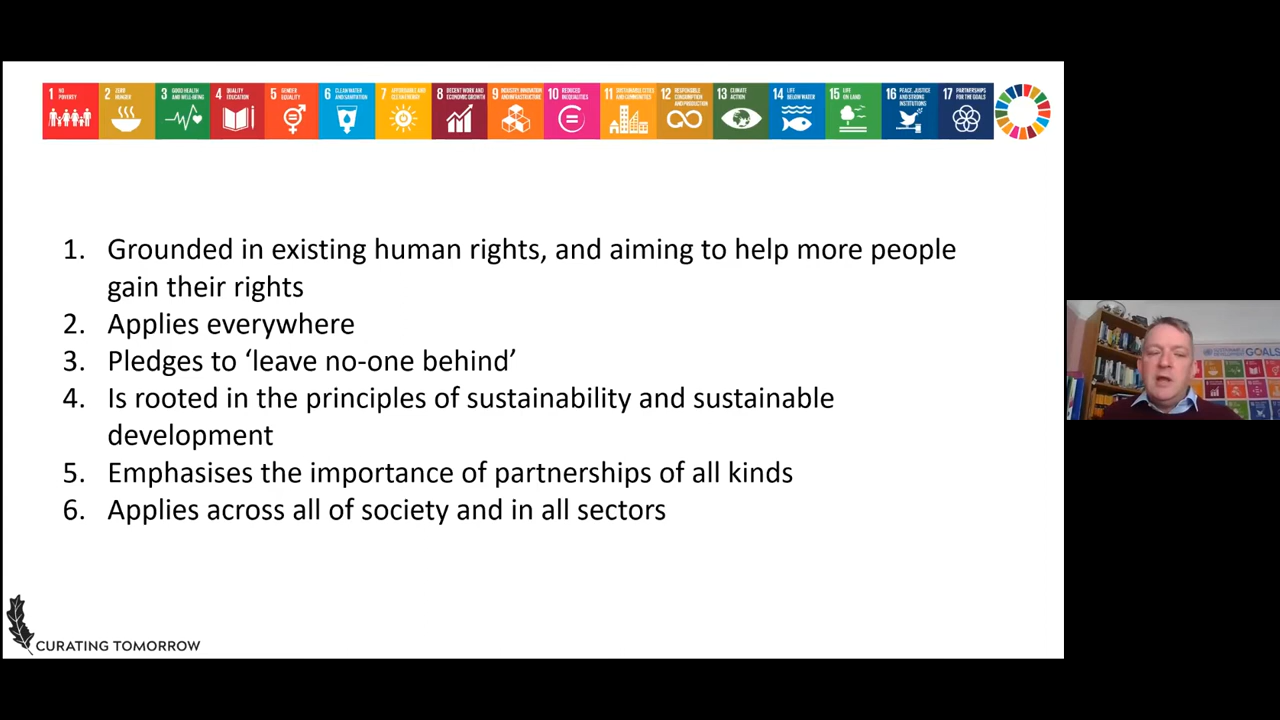 1 NO POVERTY
2 ZERO HUNGER
3 GOOD HEALTH AND WELL-BEING
4 QUALITY EDUCATION
5 GENDER EQUALITY
6 CLEAN WATER AND SANITATION
7 AFFORDABLE AND CLEAN ENERGY
8 DECENT WORK AND ECONOMIC GROWTH
9 INDUSTRY, INNOVATION AND INFRASTRUCTURE
10 REDUCED INEQUALITIES
11 SUSTAINABLE CITIES AND COMMUNITIES
12 RESPONSIBLE CONSUMPTION AND PRODUCTION
13 CLIMATE ACTION
14 LIFE BELOW WATER
15 LIFE ON LAND
16 PEACE, JUSTICE AND STRONG INSTITUTIONS
17 PARTNERSHIPS FOR THE GOALS
1. Grounded in existing human rights, and aiming to help more people
gain their rights
2. Applies everywhere
3. Pledges to ‘leave no-one behind’
4. Is rooted in the principles of sustainability and sustainable
development
5. Emphasises the importance of partnerships of all kinds
6. Applies across all of society and in all sectors
GOALS
CURATING TOMORROW